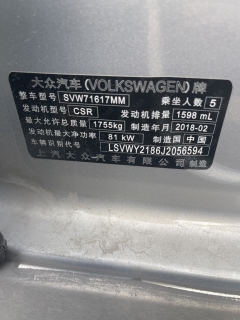 大众汽车(VOLKSWAGEN)牌
整车型号 SVW71617MM 乘坐人数 5
发动机型号 CSR 发动机排量 1598 mL
最大允许总质量 1755kg 制造年月 2018-02
发动机最大净功率 81 kW 制造国 中国
车辆识别代号 LSVWY2186J2056594
上汽大众汽车有限公司 制造